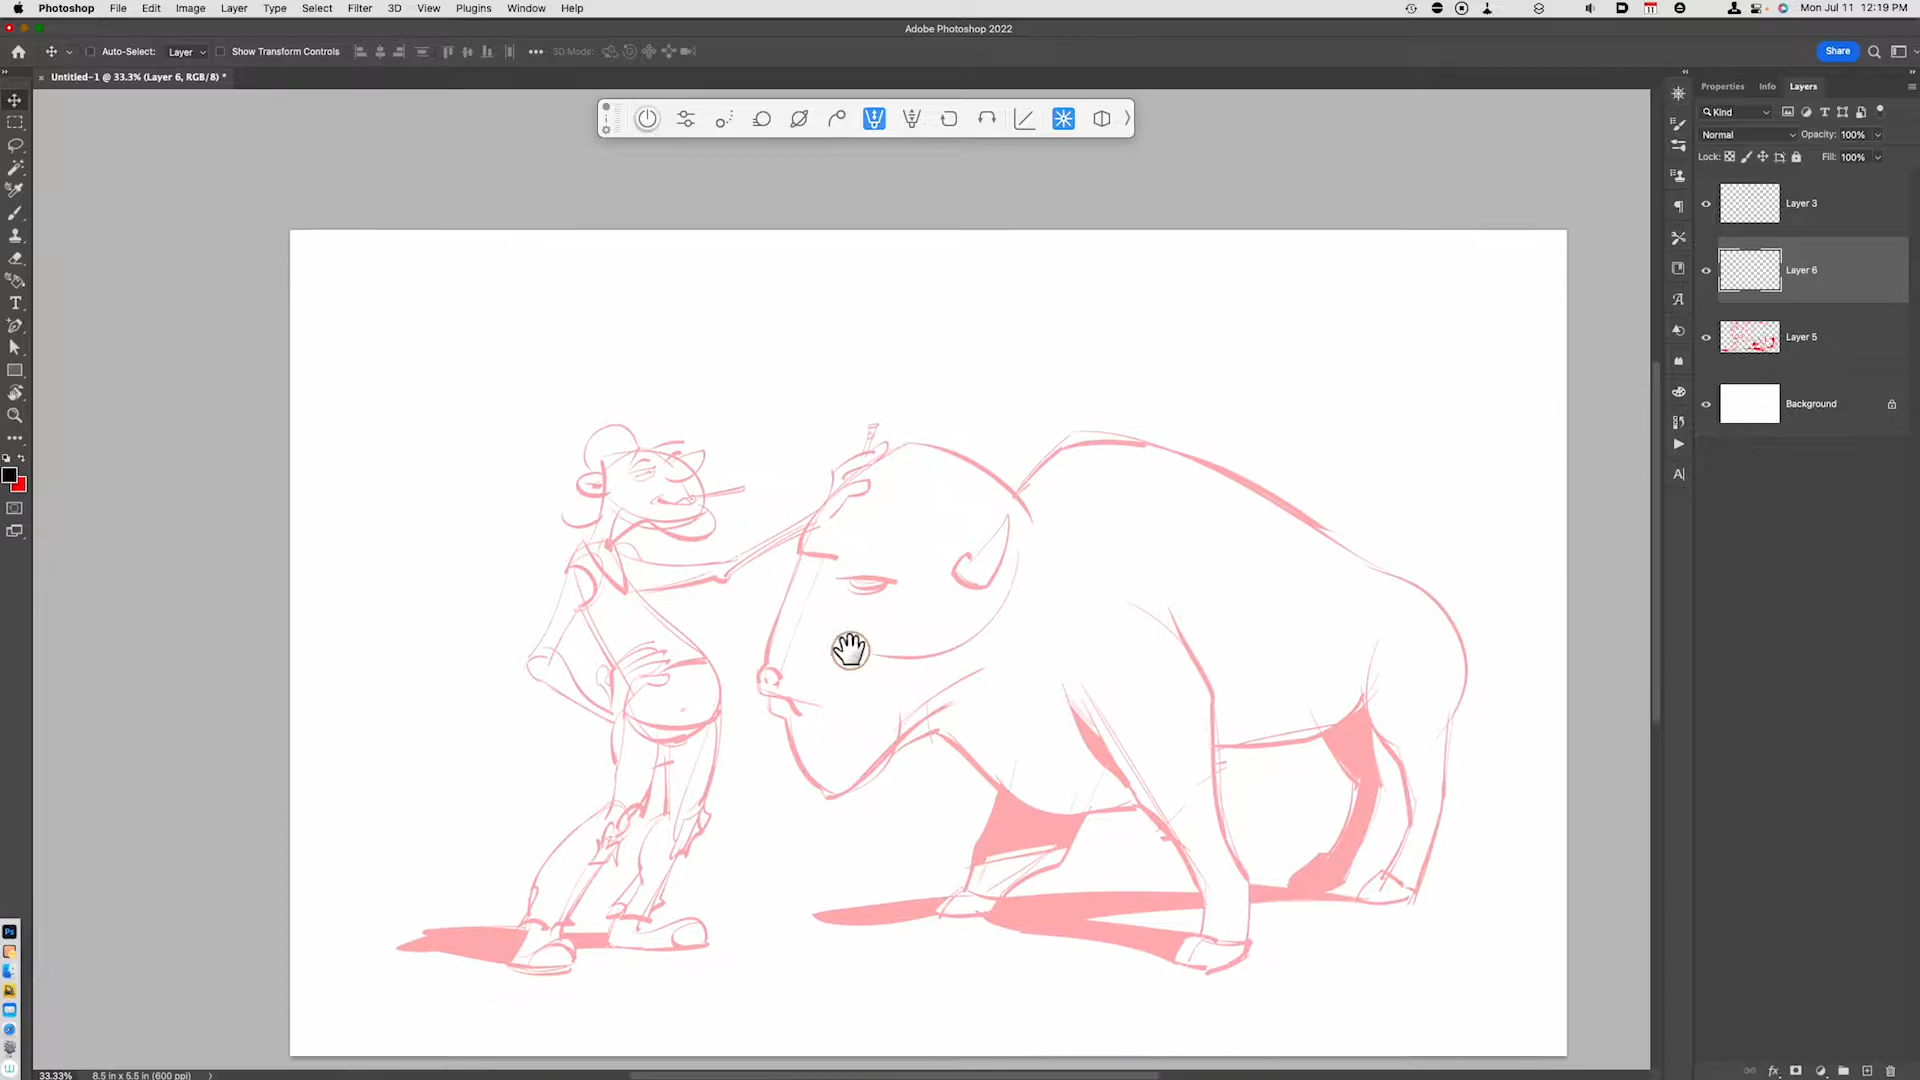 Photoshop File Edit Image Layer Type Select Filter 3D View Plugins Window Help
11 Mon Jul 11 12:19 PM
Adobe Photoshop 2022
Auto-Select: Layer Show Transform Controls 3D Mode: Share
Untitled-1 @ 33.3% (Layer 6, RGB/8) *
Properties Info Layers
Kind
Normal Opacity: 100%
Lock: Fill: 100%
Layer 3
Layer 6
Layer 5
Background
Ps
33.33% 8.5 in x 5.5 in (600 ppi)
fx